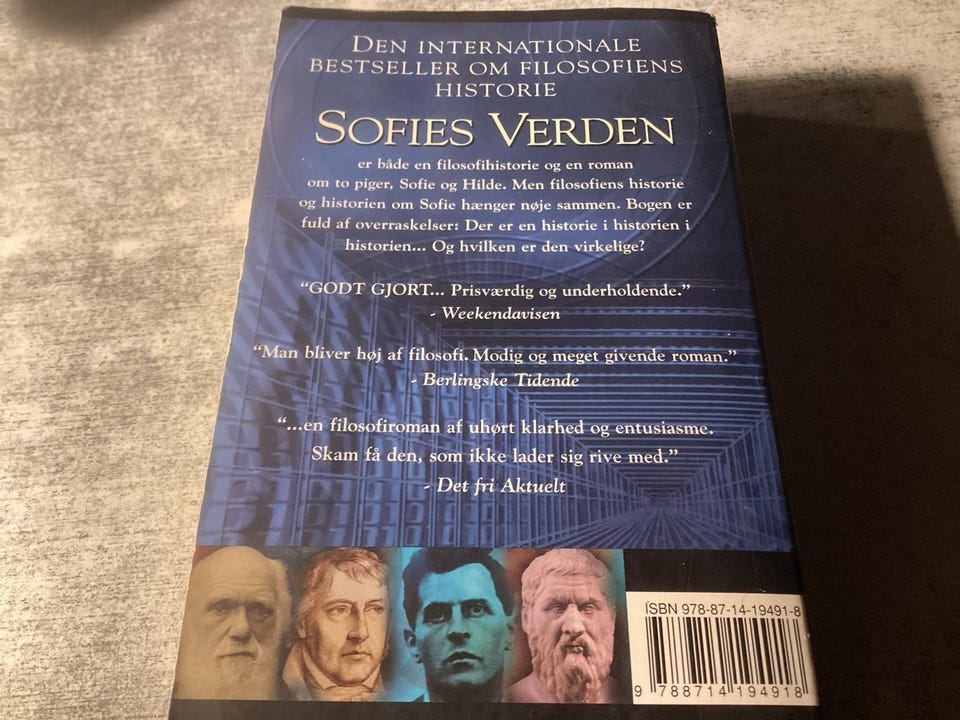 DEN INTERNATIONALE
BESTSELLER OM FILOSOFIENS
HISTORIE
SOFIES VERDEN
er både en filosofihistorie og en roman
om to piger, Sofie og Hilde. Men filosofiens historie
og historien om Sofie hænger nøje sammen. Bogen er
fuld af overraskelser: Der er en historie i historien i
historien... Og hvilken er den virkelige?
“GODT GJORT... Prisværdig og underholdende.”
- Weekendavisen
“Man bliver høj af filosofi. Modig og meget givende roman.”
- Berlingske Tidende
“...en filosofiroman af uhørt klarhed og entusiasme.
Skam få den, som ikke lader sig rive med.”
- Det fri Aktuelt
ISBN 978-87-14-19491-8
9 788714 194918